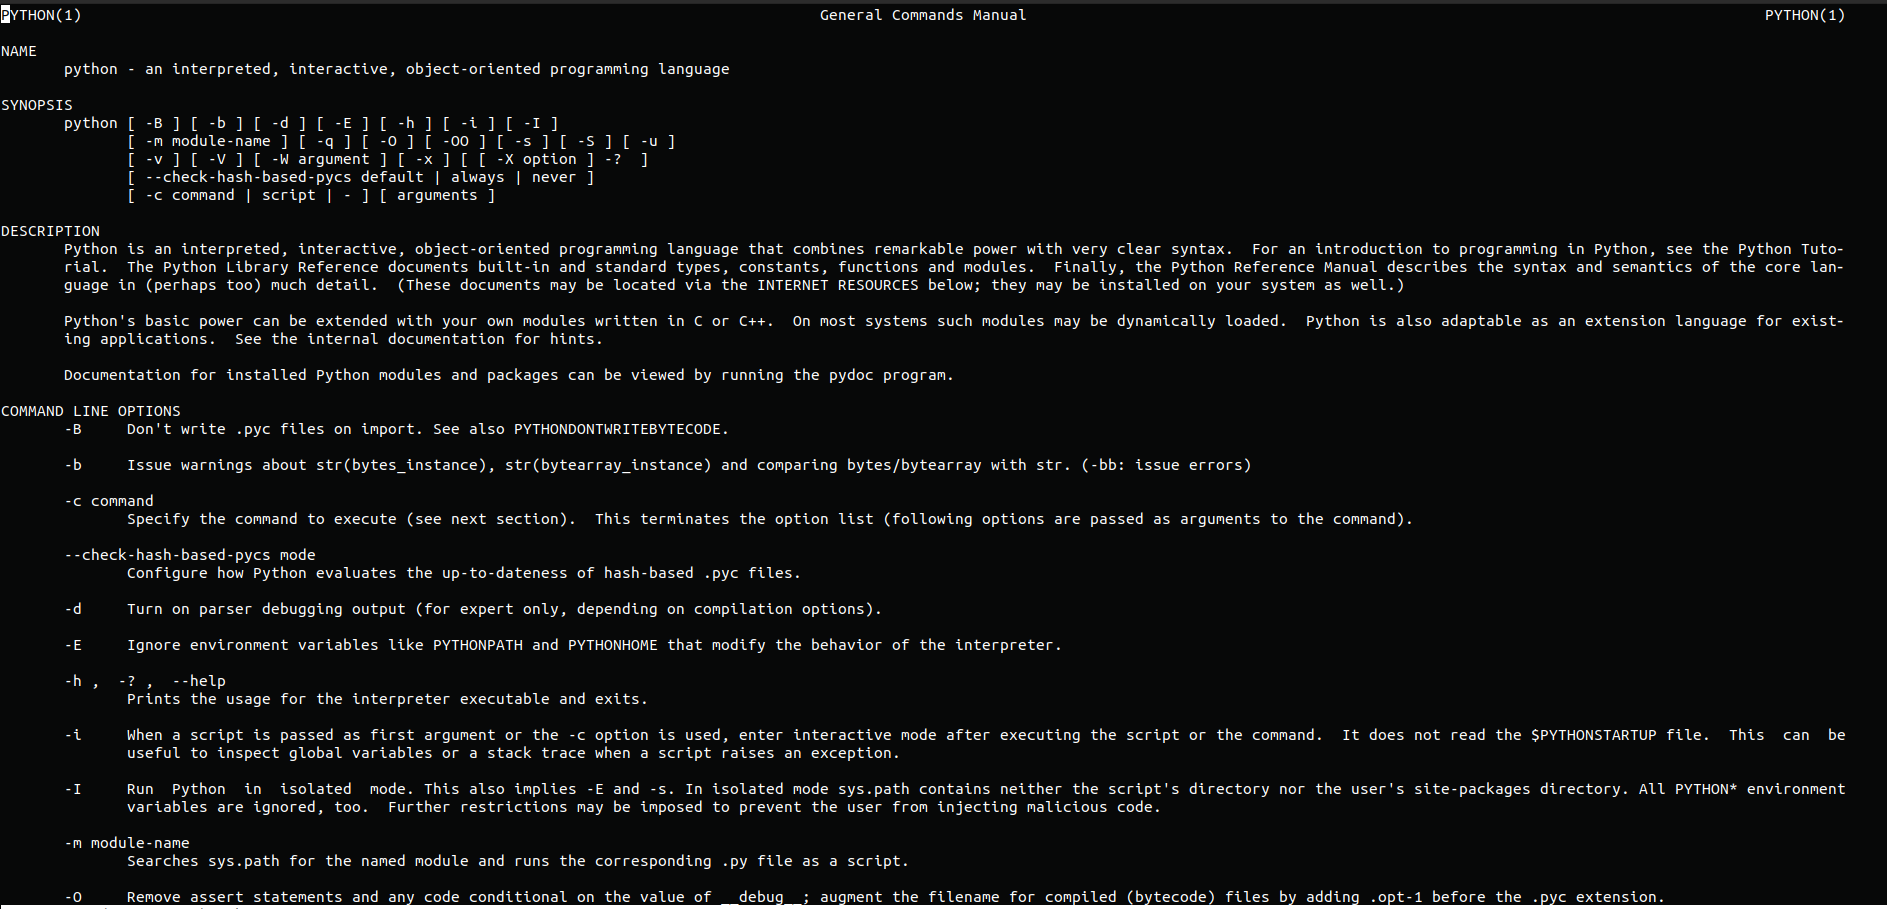 PYTHON(1) General Commands Manual PYTHON(1)
NAME
python - an interpreted, interactive, object-oriented programming language
SYNOPSIS
python [ -B ] [ -b ] [ -d ] [ -E ] [ -h ] [ -i ] [ -I ]
[ -m module-name ] [ -q ] [ -O ] [ -OO ] [ -s ] [ -S ] [ -u ]
[ -v ] [ -V ] [ -W argument ] [ -x ] [ [ -X option ] -?  ]
[ --check-hash-based-pycs default | always | never ]
[ -c command | script | - ] [ arguments ]
DESCRIPTION
Python is an interpreted, interactive, object-oriented programming language that combines remarkable power with very clear syntax.  For an introduction to programming in Python, see the Python Tuto-
rial.  The Python Library Reference documents built-in and standard types, constants, functions and modules.  Finally, the Python Reference Manual describes the syntax and semantics of the core lan-
guage in (perhaps too) much detail.  (These documents may be located via the INTERNET RESOURCES below; they may be installed on your system as well.)
Python's basic power can be extended with your own modules written in C or C++.  On most systems such modules may be dynamically loaded.  Python is also adaptable as an extension language for exist-
ing applications.  See the internal documentation for hints.
Documentation for installed Python modules and packages can be viewed by running the pydoc program.
COMMAND LINE OPTIONS
-B     Don't write .pyc files on import. See also PYTHONDONTWRITEBYTECODE.
-b     Issue warnings about str(bytes_instance), str(bytearray_instance) and comparing bytes/bytearray with str. (-bb: issue errors)
-c command
Specify the command to execute (see next section).  This terminates the option list (following options are passed as arguments to the command).
--check-hash-based-pycs mode
Configure how Python evaluates the up-to-dateness of hash-based .pyc files.
-d     Turn on parser debugging output (for expert only, depending on compilation options).
-E     Ignore environment variables like PYTHONPATH and PYTHONHOME that modify the behavior of the interpreter.
-h ,  -? ,  --help
Prints the usage for the interpreter executable and exits.
-i     When a script is passed as first argument or the -c option is used, enter interactive mode after executing the script or the command.  It does not read the $PYTHONSTARTUP file.  This  can  be
useful to inspect global variables or a stack trace when a script raises an exception.
-I     Run  Python  in  isolated  mode. This also implies -E and -s. In isolated mode sys.path contains neither the script's directory nor the user's site-packages directory. All PYTHON* environment
variables are ignored, too.  Further restrictions may be imposed to prevent the user from injecting malicious code.
-m module-name
Searches sys.path for the named module and runs the corresponding .py file as a script.
-O     Remove assert statements and any code conditional on the value of __debug__; augment the filename for compiled (bytecode) files by adding .opt-1 before the .pyc extension.